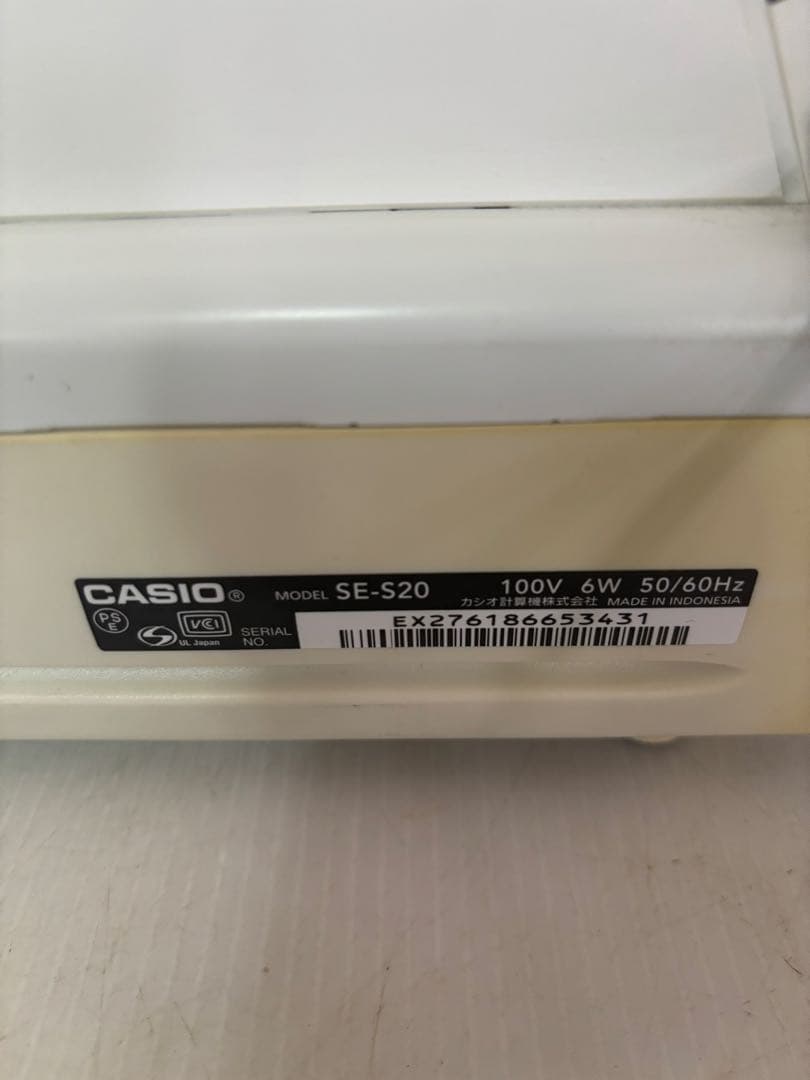 CASIO® MODEL SE-S20 100V 6W 50/60Hz
カシオ計算機株式会社 MADE IN INDONESIA
PS E
VCI
UL Japan
SERIAL NO. EX276186653431